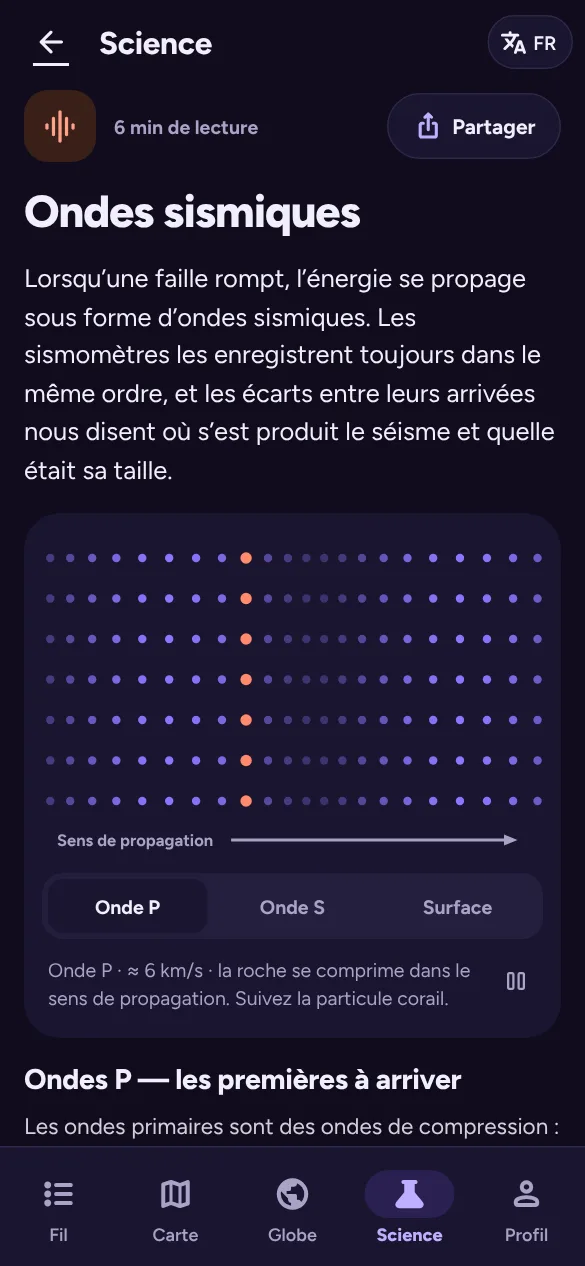 Science
FR
6 min de lecture
Partager
Ondes sismiques
Lorsqu’une faille rompt, l’énergie se propage
sous forme d’ondes sismiques. Les
sismomètres les enregistrent toujours dans le
même ordre, et les écarts entre leurs arrivées
nous disent où s’est produit le séisme et quelle
était sa taille.
Sens de propagation
Onde P
Onde S
Surface
Onde P · ≈ 6 km/s · la roche se comprime dans le
sens de propagation. Suivez la particule corail.
Ondes P — les premières à arriver
Les ondes primaires sont des ondes de compression :
Fil
Carte
Globe
Science
Profil